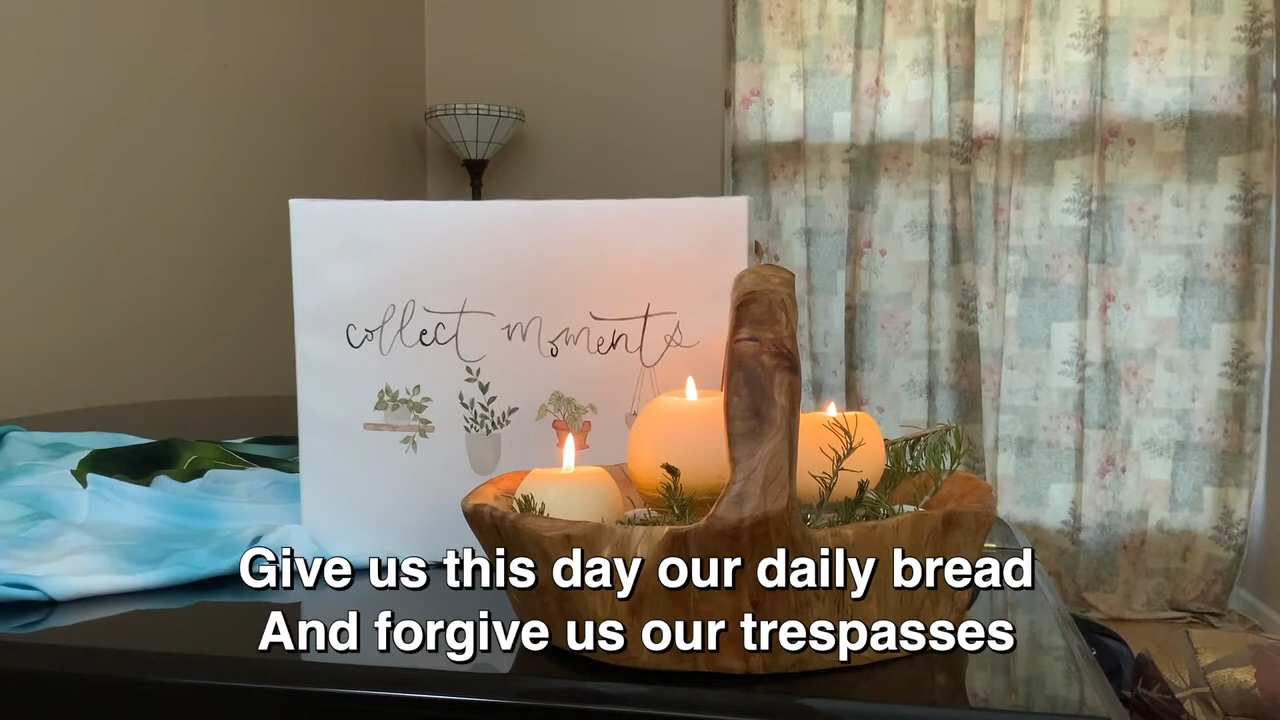 collect moments
Give us this day our daily bread
And forgive us our trespasses